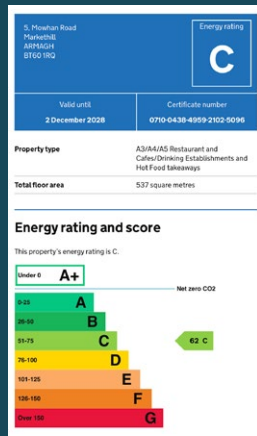 5, Mowhan Road
Markethill
ARMAGH
BT60 1RQ
Energy rating
C
Valid until
2 December 2028
Certificate number
0710-0438-4959-2102-5096
Property type
A3/A4/A5 Restaurant and
Cafes/Drinking Establishments and
Hot Food takeaways
Total floor area
537 square metres
Energy rating and score
This property's energy rating is C.
Under 0 A+
Net zero CO2
0-25 A
26-50 B
51-75 C
62 C
76-100 D
101-125 E
126-150 F
Over 150 G